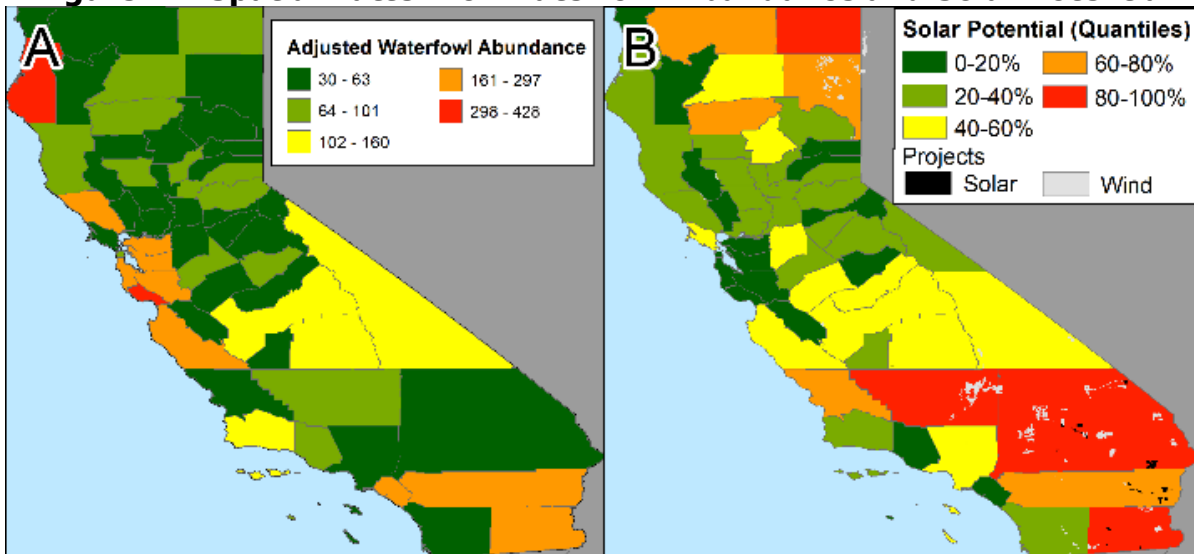 A
Adjusted Waterfowl Abundance
30 - 63 161 - 297
64 - 101 298 - 428
102 - 160
B
Solar Potential (Quantiles)
0-20% 60-80%
20-40% 80-100%
40-60%
Projects
Solar Wind